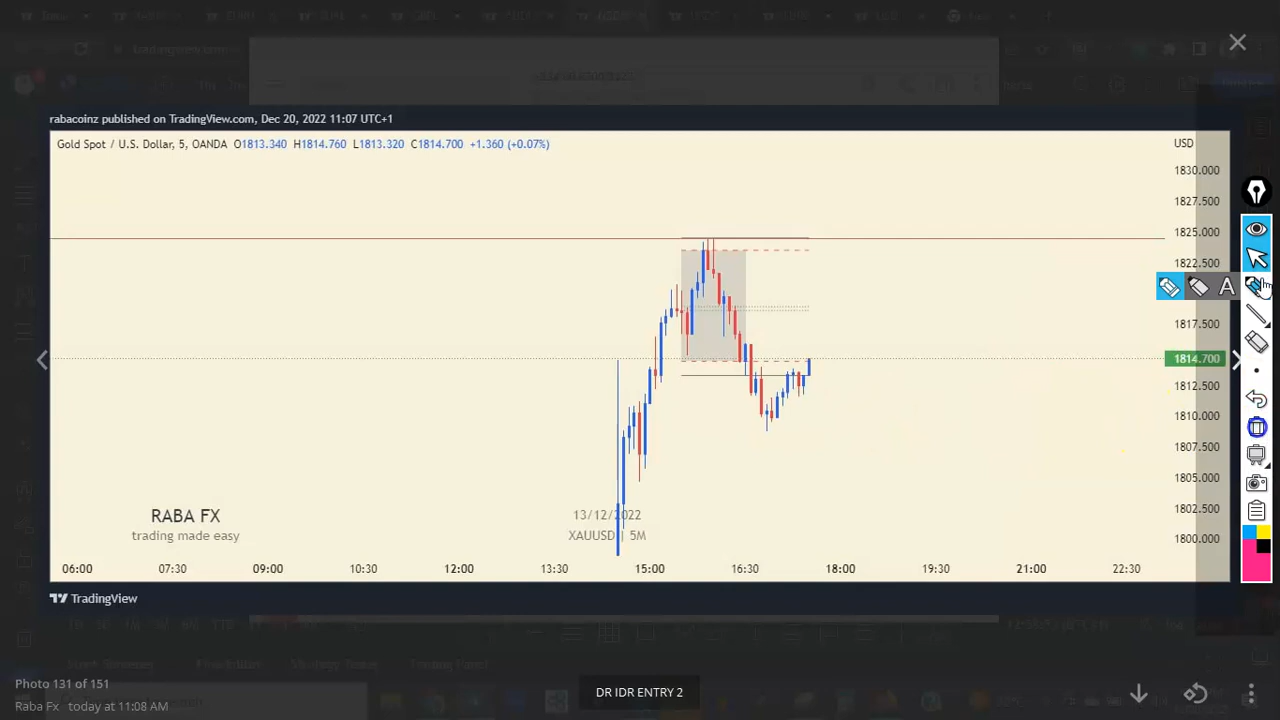 rabacoinz published on TradingView.com, Dec 20, 2022 11:07 UTC+1
Gold Spot / U.S. Dollar, 5, OANDA O1813.340 H1814.760 L1813.320 C1814.700 +1.360 (+0.07%)
USD
1830.000
1827.500
1825.000
1822.500
A
1817.500
1814.700
1812.500
1810.000
1807.500
1805.000
1802.500
1800.000
RABA FX
trading made easy
13/12/2022
XAUUSD | 5M
06:00 07:30 09:00 10:30 12:00 13:30 15:00 16:30 18:00 19:30 21:00 22:30
TradingView
Photo 131 of 151
Raba Fx today at 11:08 AM
DR IDR ENTRY 2